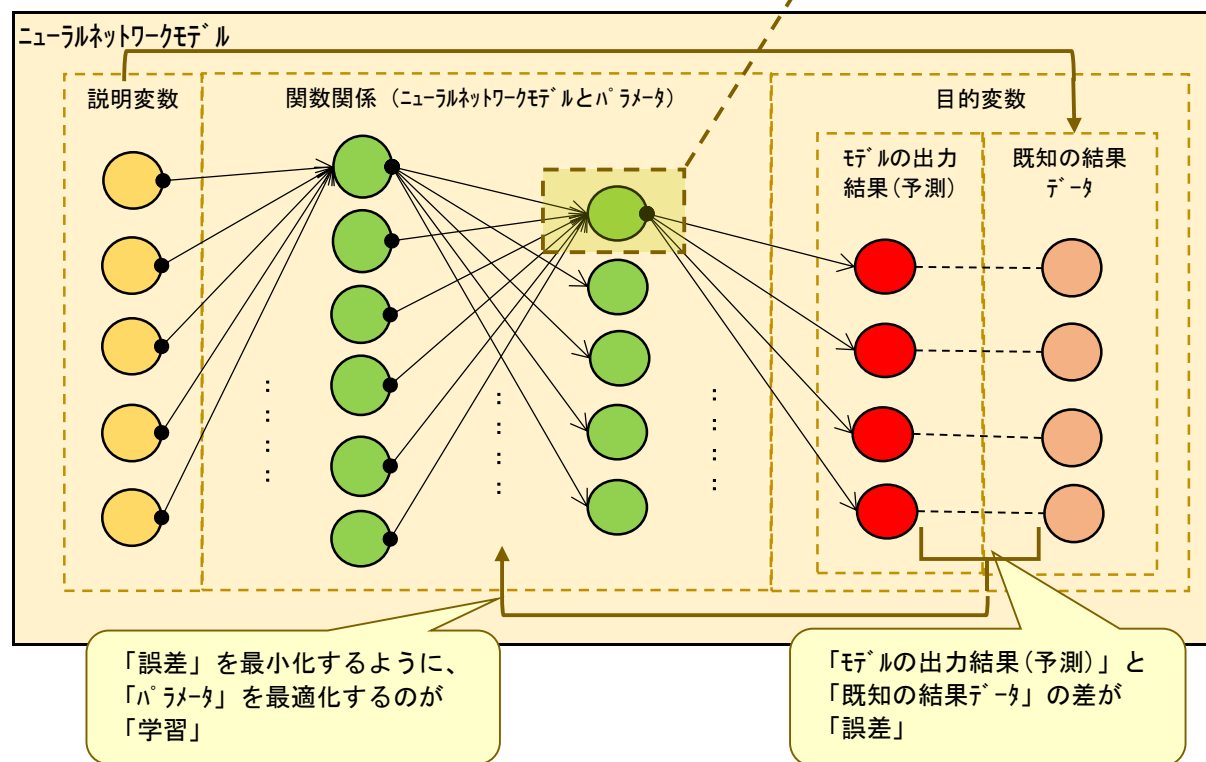 ﾆｭｰﾗﾙﾈｯﾄﾜｰｸﾓﾃﾞﾙ
説明変数
関数関係（ﾆｭｰﾗﾙﾈｯﾄﾜｰｸﾓﾃﾞﾙとﾊﾟﾗﾒｰﾀ）
目的変数
ﾓﾃﾞﾙの出力
結果(予測)
既知の結果
ﾃﾞｰﾀ
「誤差」を最小化するように、
「ﾊﾟﾗﾒｰﾀ」を最適化するのが
「学習」
「ﾓﾃﾞﾙの出力結果(予測)」と
「既知の結果ﾃﾞｰﾀ」の差が
「誤差」